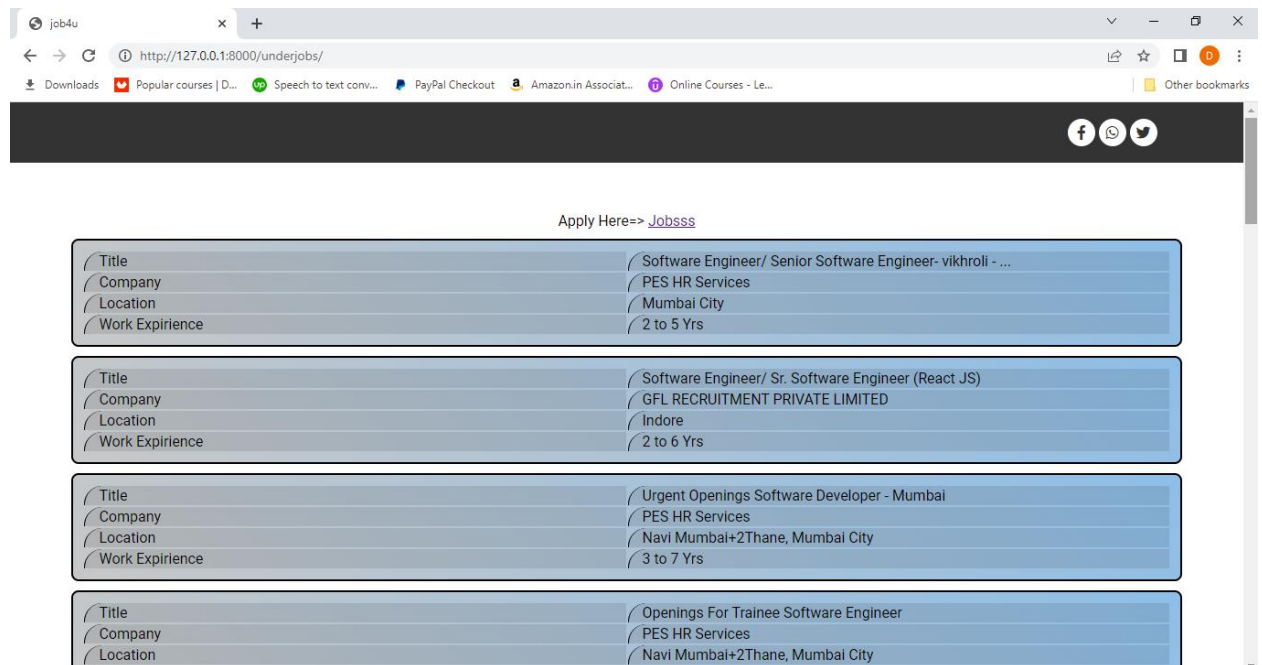 job4u
http://127.0.0.1:8000/underjobs/
D
Downloads Popular courses | D... Speech to text conv... PayPal Checkout Amazon.in Associat... Online Courses - Le... Other bookmarks
Apply Here=> Jobsss
Title Software Engineer/ Senior Software Engineer- vikhroli - ...
Company PES HR Services
Location Mumbai City
Work Expirience 2 to 5 Yrs
Title Software Engineer/ Sr. Software Engineer (React JS)
Company GFL RECRUITMENT PRIVATE LIMITED
Location Indore
Work Expirience 2 to 6 Yrs
Title Urgent Openings Software Developer - Mumbai
Company PES HR Services
Location Navi Mumbai+2Thane, Mumbai City
Work Expirience 3 to 7 Yrs
Title Openings For Trainee Software Engineer
Company PES HR Services
Location Navi Mumbai+2Thane, Mumbai City